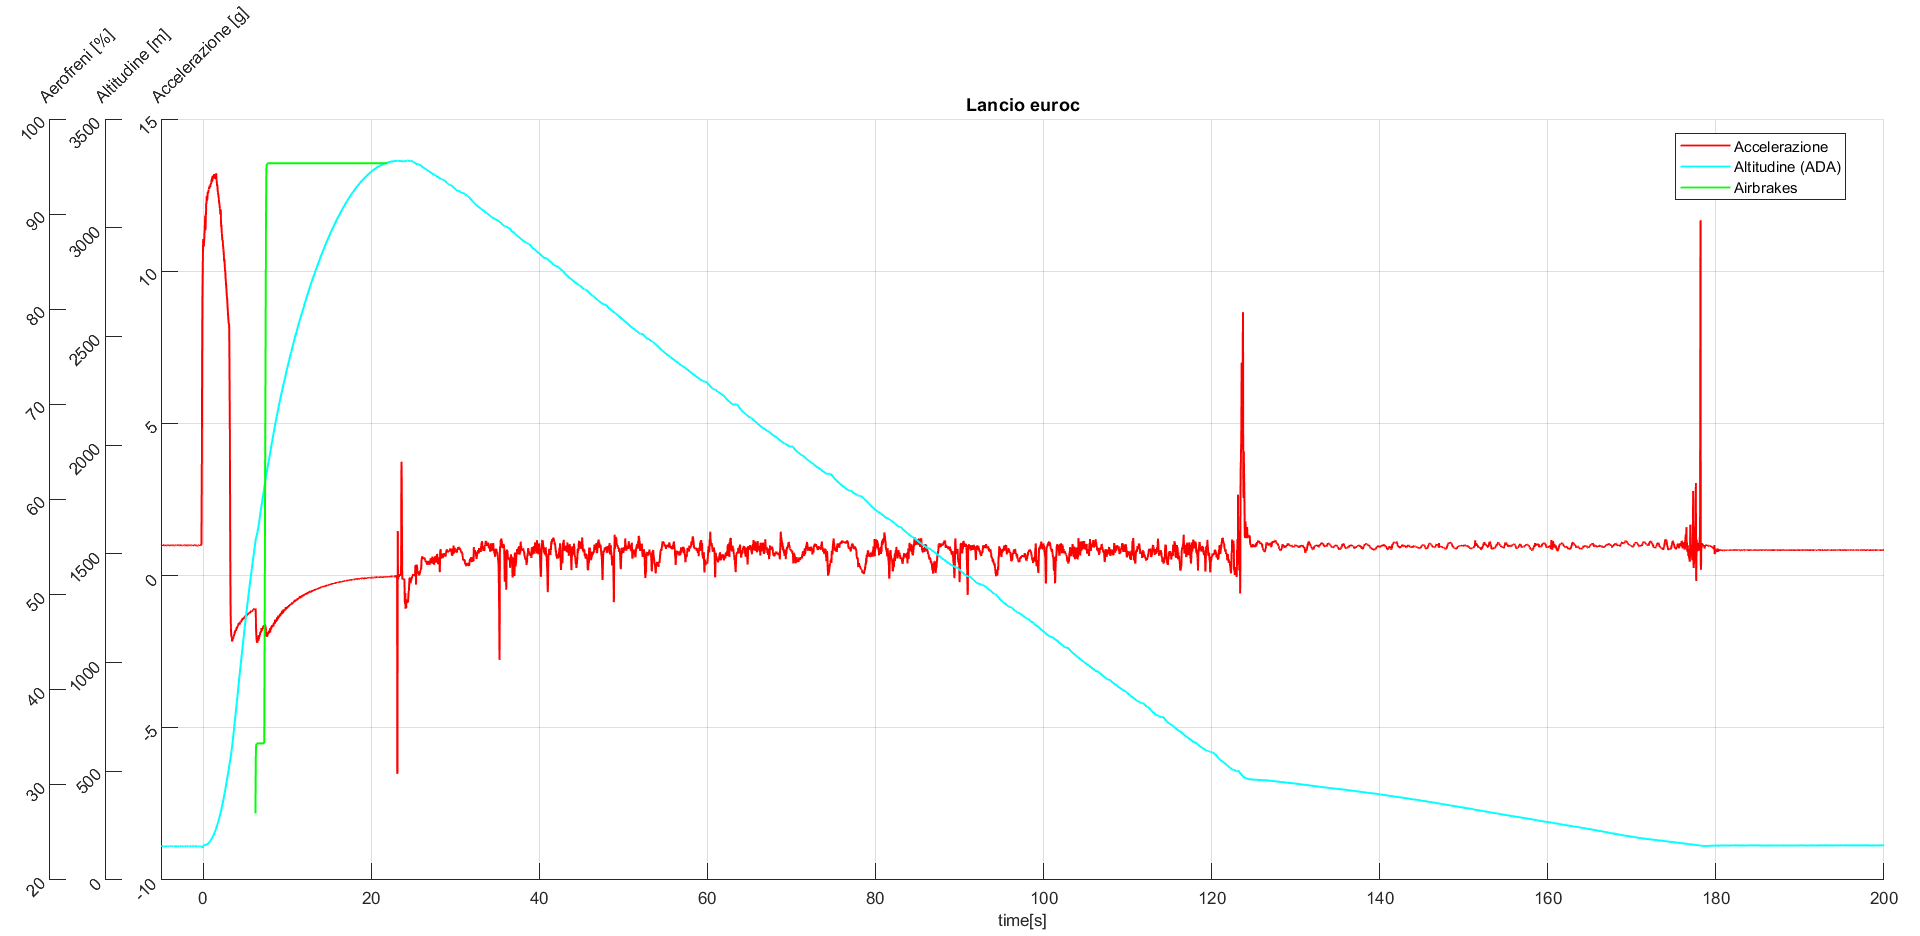 Aerofreni [%]
Altitudine [m]
Accelerazione [g]
Lancio euroc
100
90
80
70
60
50
40
30
20
3500
3000
2500
2000
1500
1000
500
0
15
10
5
0
-5
-10
Accelerazione
Altitudine (ADA)
Airbrakes
0 20 40 60 80 100 120 140 160 180 200
time[s]